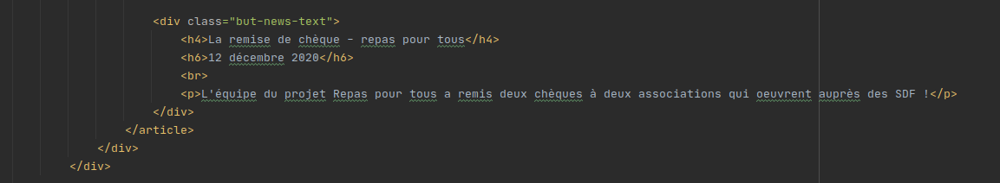 <div class="but-news-text">
<h4>La remise de chèque - repas pour tous</h4>
<h6>12 décembre 2020</h6>
<br>
<p>L'équipe du projet Repas pour tous a remis deux chèques à deux associations qui oeuvrent auprès des SDF !</p>
</div>
</article>
</div>
</div>